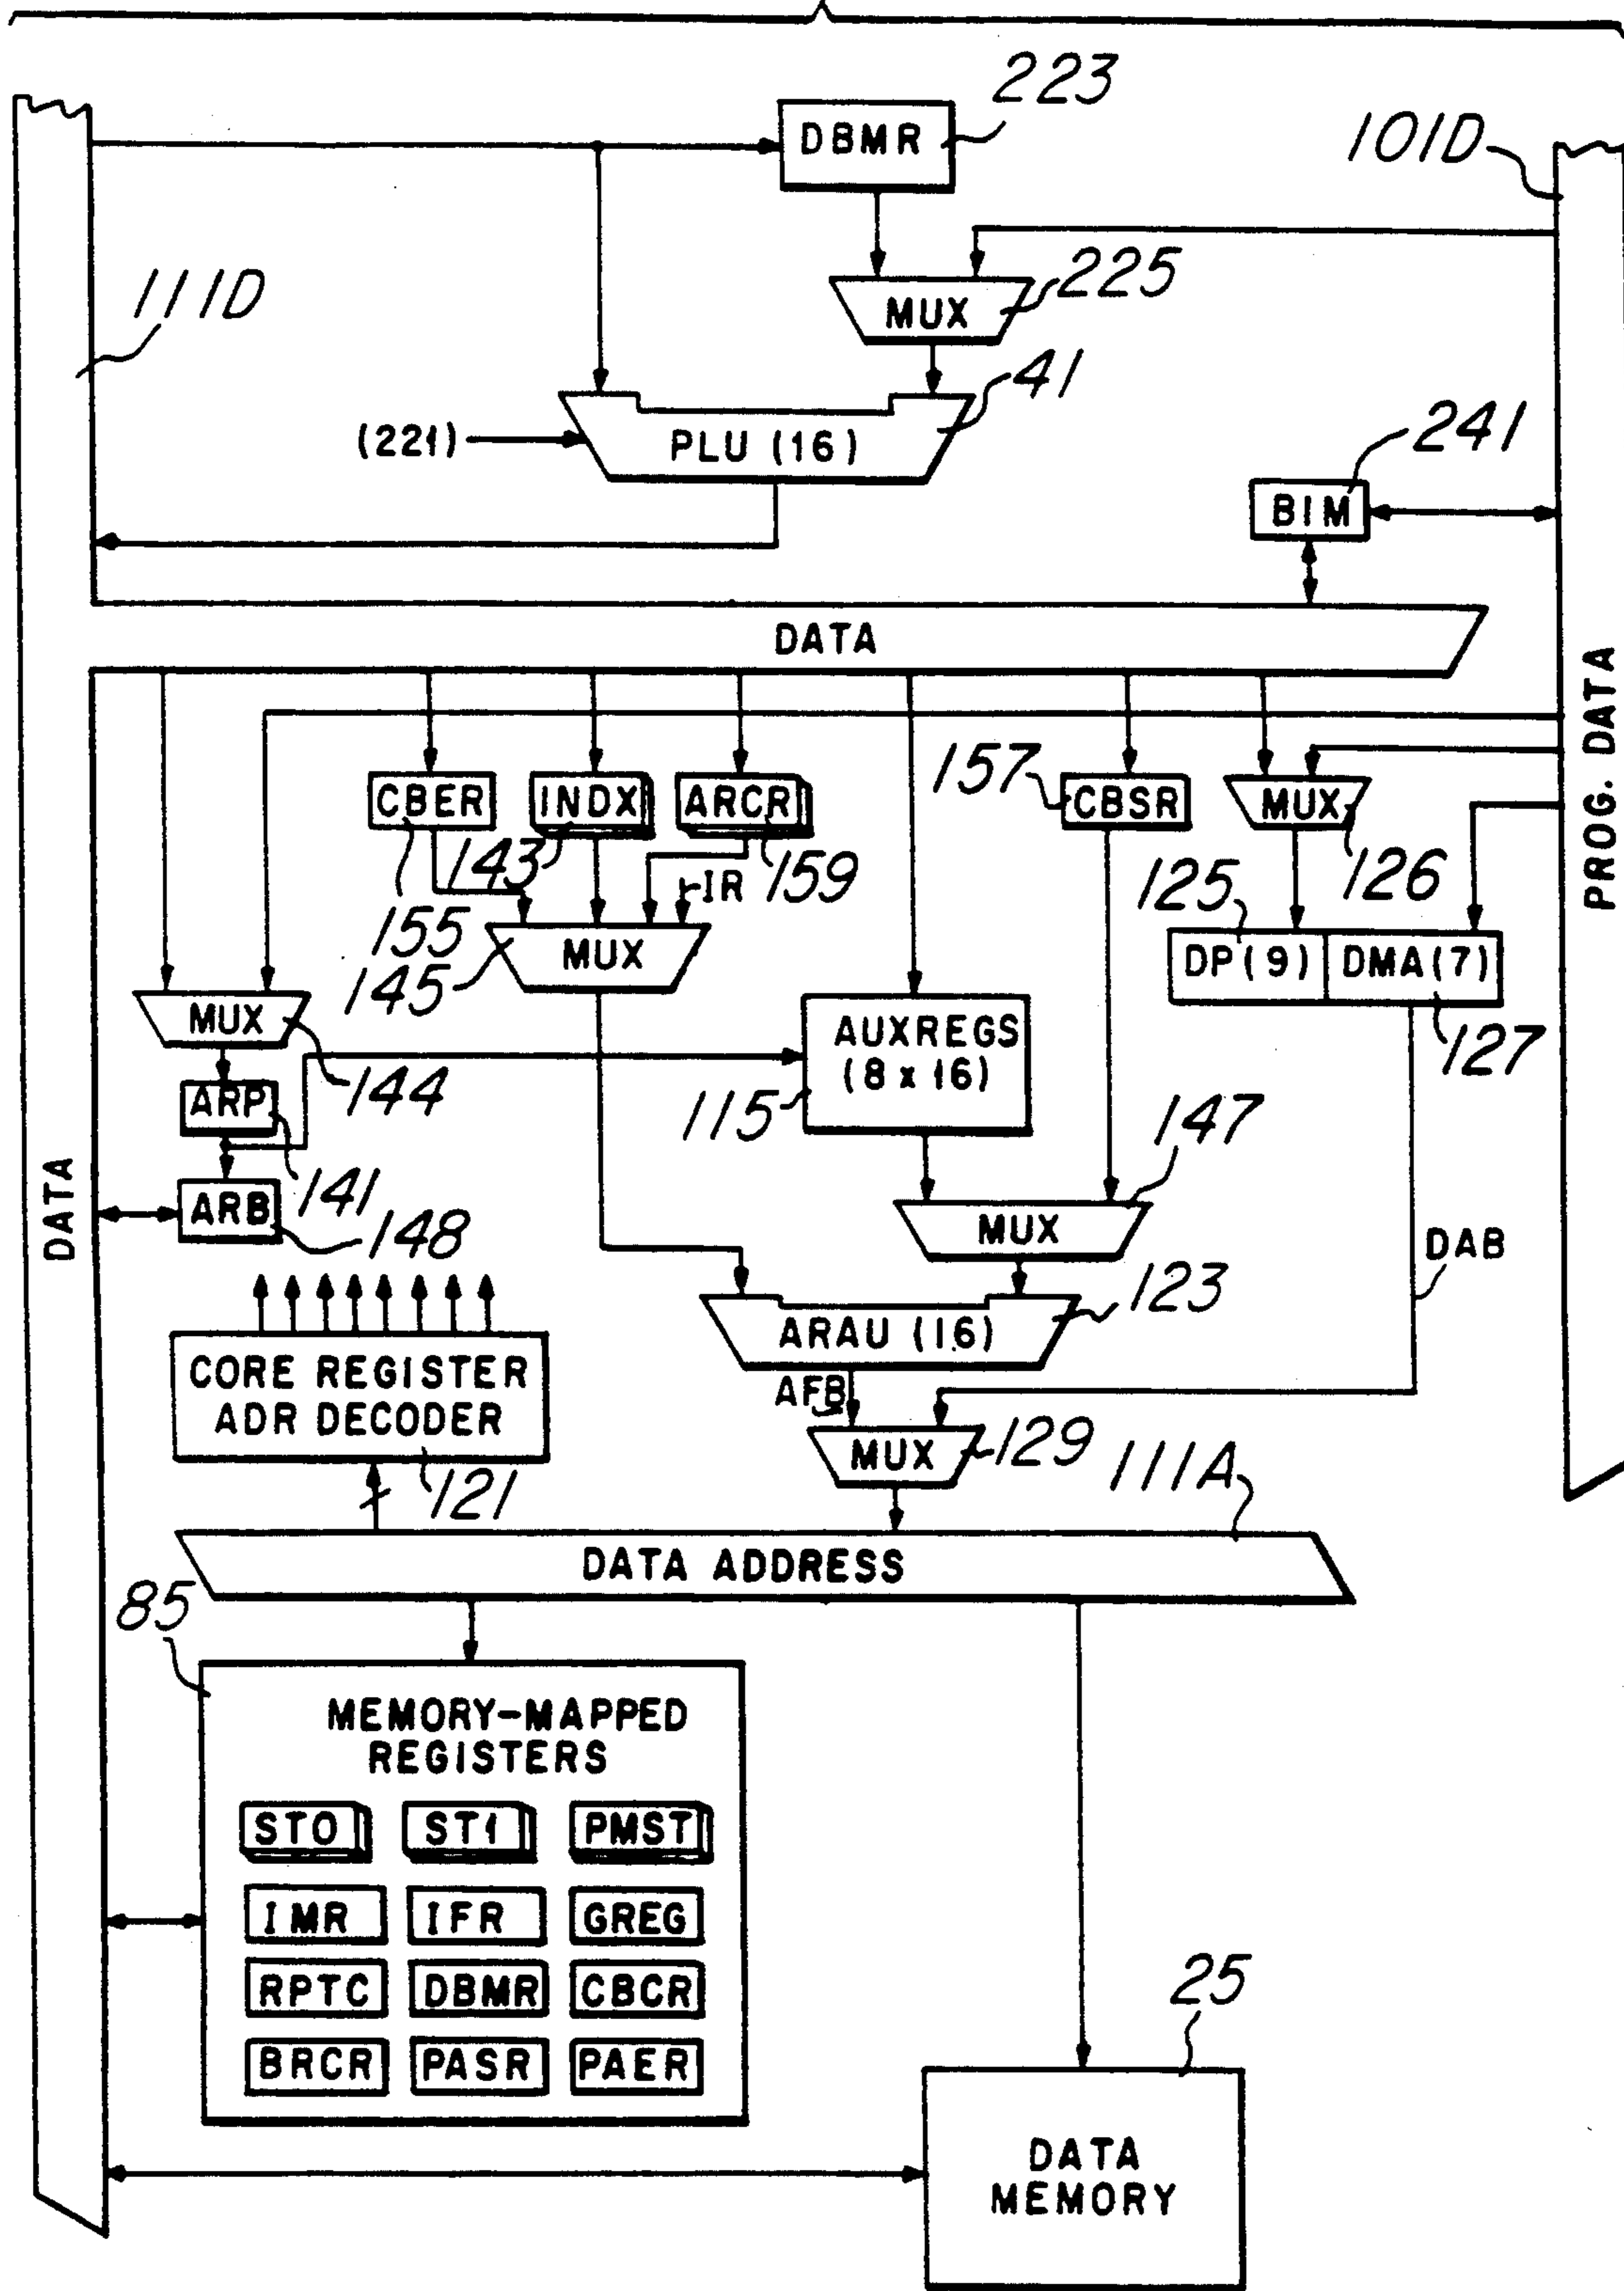 223
DBMR
101D
111D
225
MUX
41
(221)
PLU (16)
241
BIM
DATA
PROG. DATA
CBER
INDX
ARCR
157
CBSR
MUX
143
IR
159
125
126
155
MUX
DP(9)
DMA(7)
145
MUX
AUXREGS
(8 x 16)
127
144
ARP
115
147
141
ARB
148
MUX
DATA
DAB
123
ARAU (16)
CORE REGISTER
ADR DECODER
AFB
MUX
129
111A
121
DATA ADDRESS
85
MEMORY-MAPPED
REGISTERS
ST0
ST1
PMST
IMR
IFR
GREG
RPTC
DBMR
CBCR
BRCR
PASR
PAER
25
DATA
MEMORY